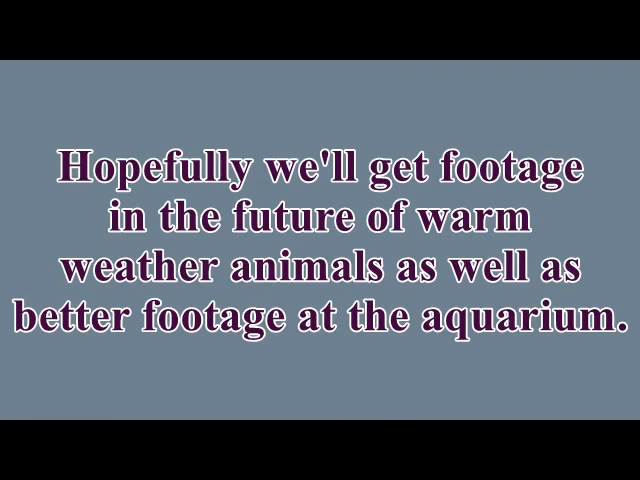 Hopefully we'll get footage
in the future of warm
weather animals as well as
better footage at the aquarium.